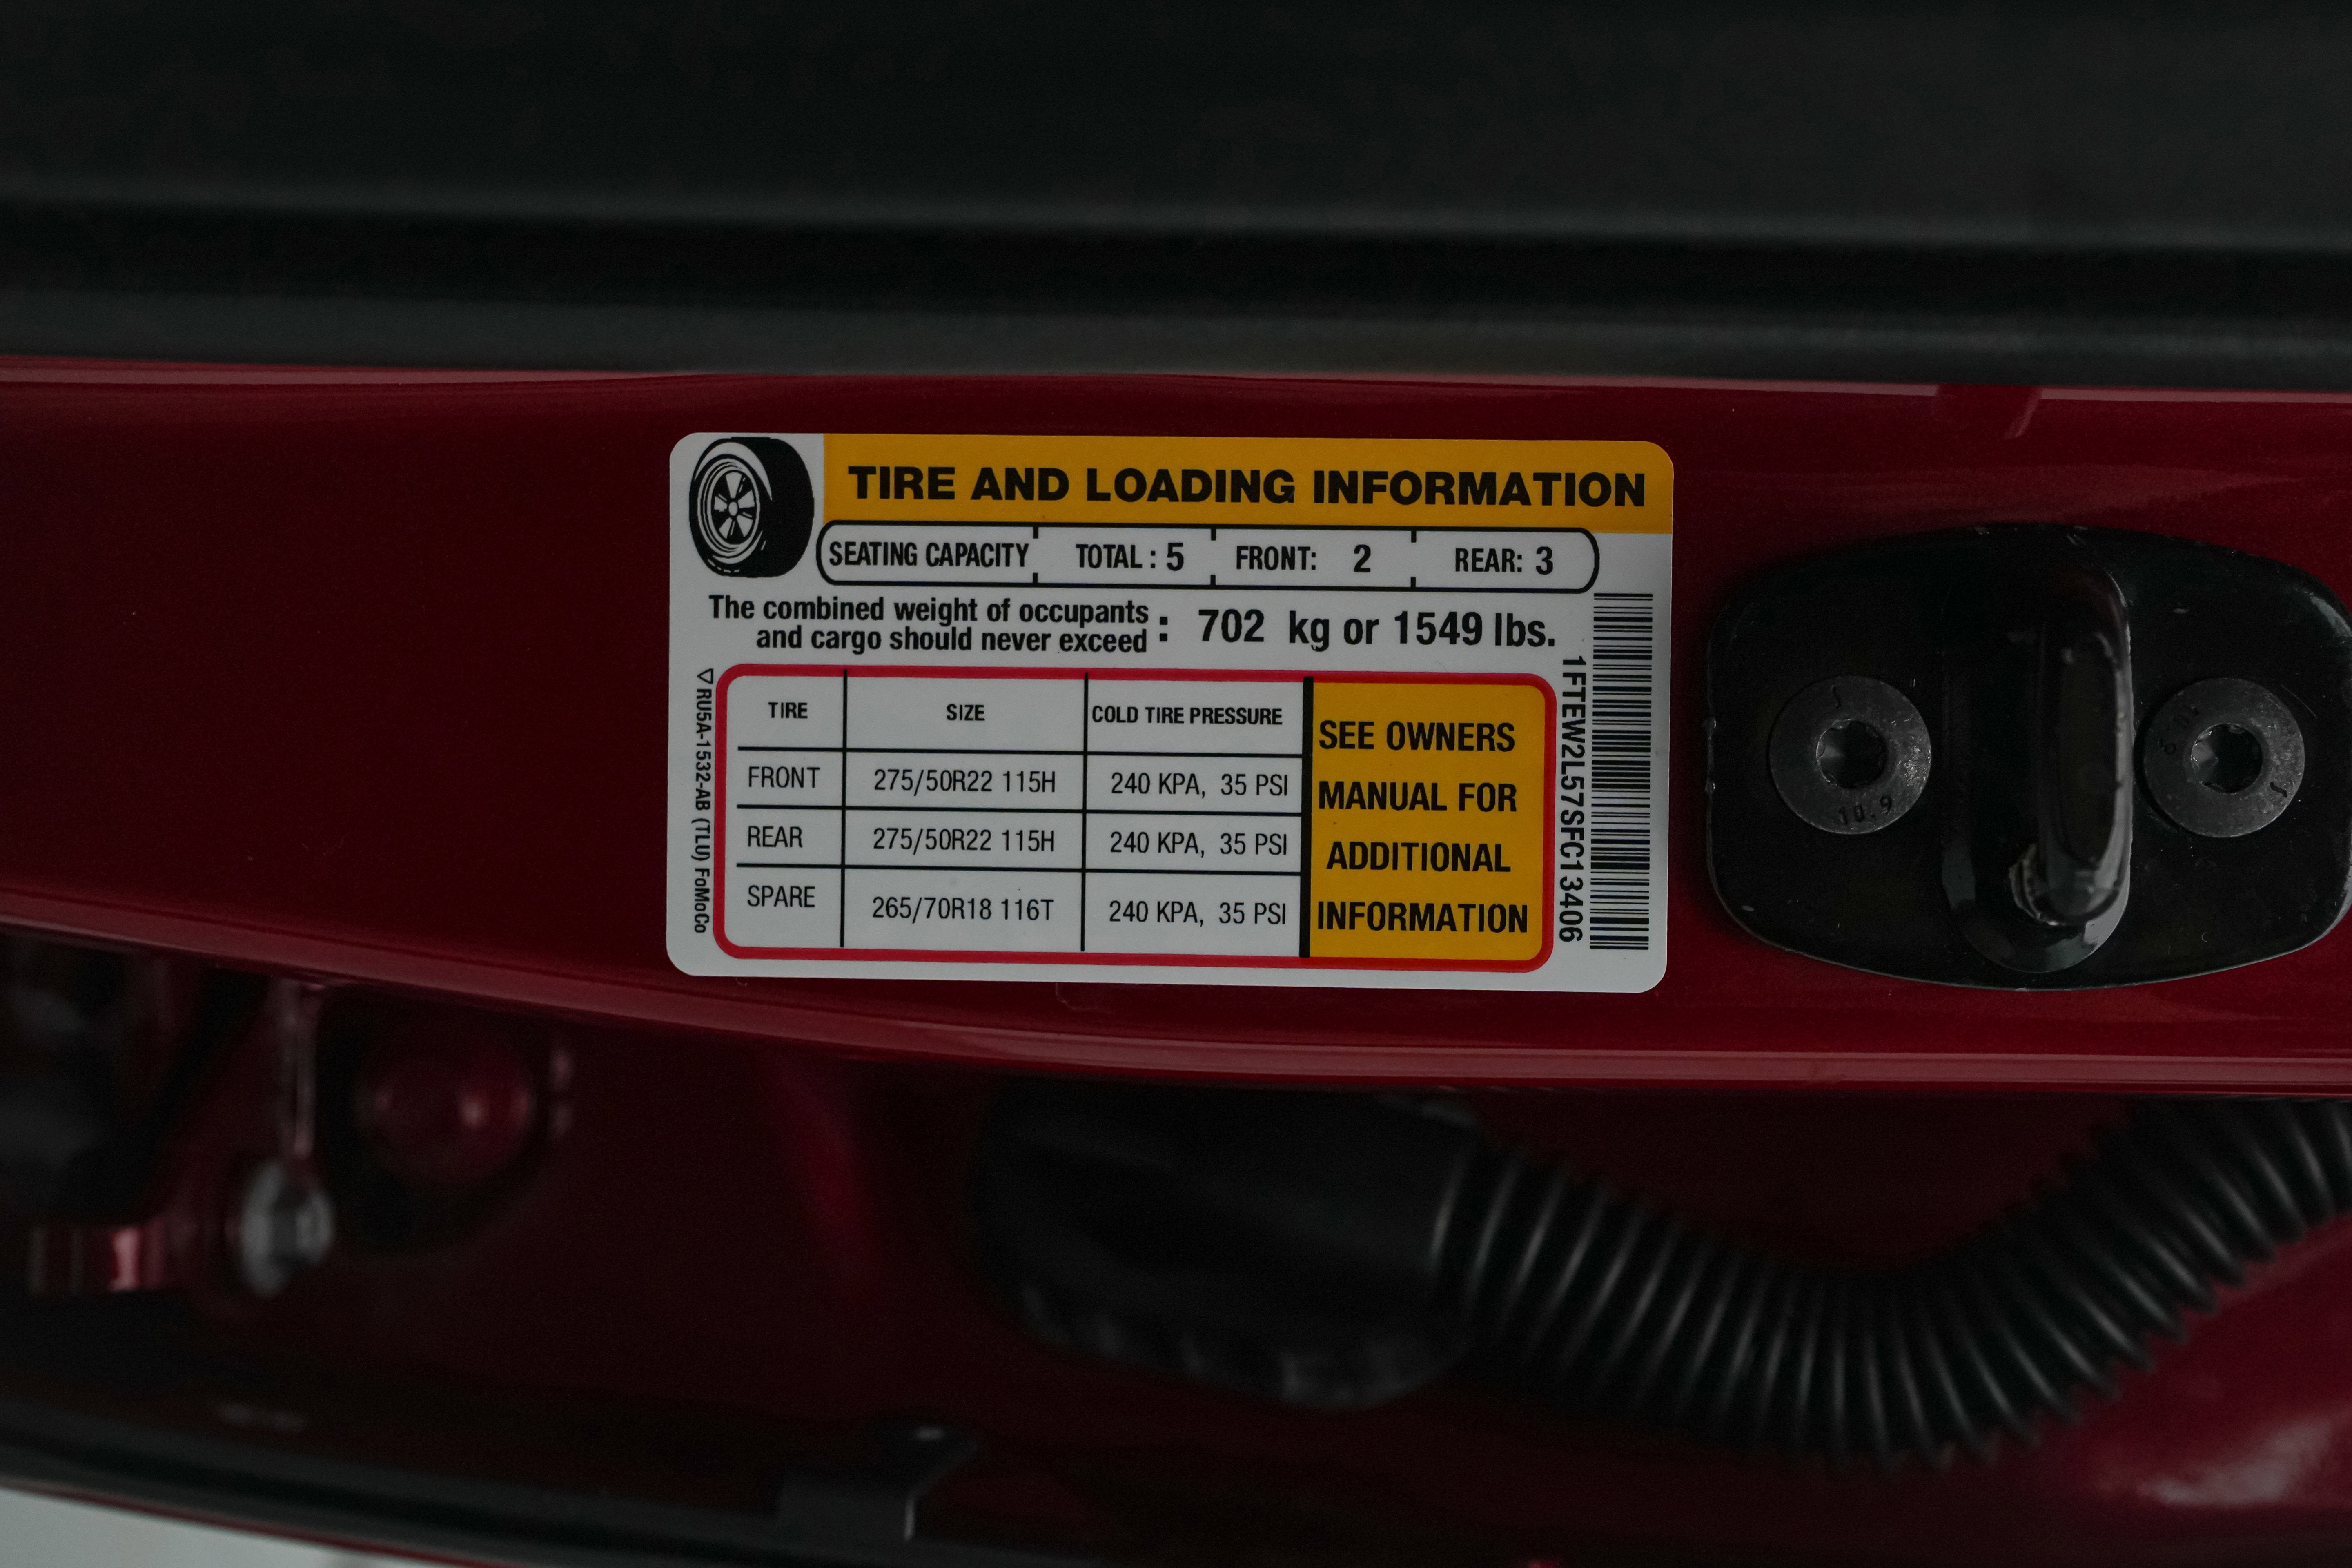 TIRE AND LOADING INFORMATION
SEATING CAPACITY TOTAL : 5 FRONT: 2 REAR: 3
The combined weight of occupants
and cargo should never exceed : 702 kg or 1549 lbs.
TIRE SIZE COLD TIRE PRESSURE
FRONT 275/50R22 115H 240 KPA, 35 PSI
REAR 275/50R22 115H 240 KPA, 35 PSI
SPARE 265/70R18 116T 240 KPA, 35 PSI
SEE OWNERS
MANUAL FOR
ADDITIONAL
INFORMATION
1FTEW2L57SFC13406
RU5A-1532-AB (TLU) FoMoCo
10.9